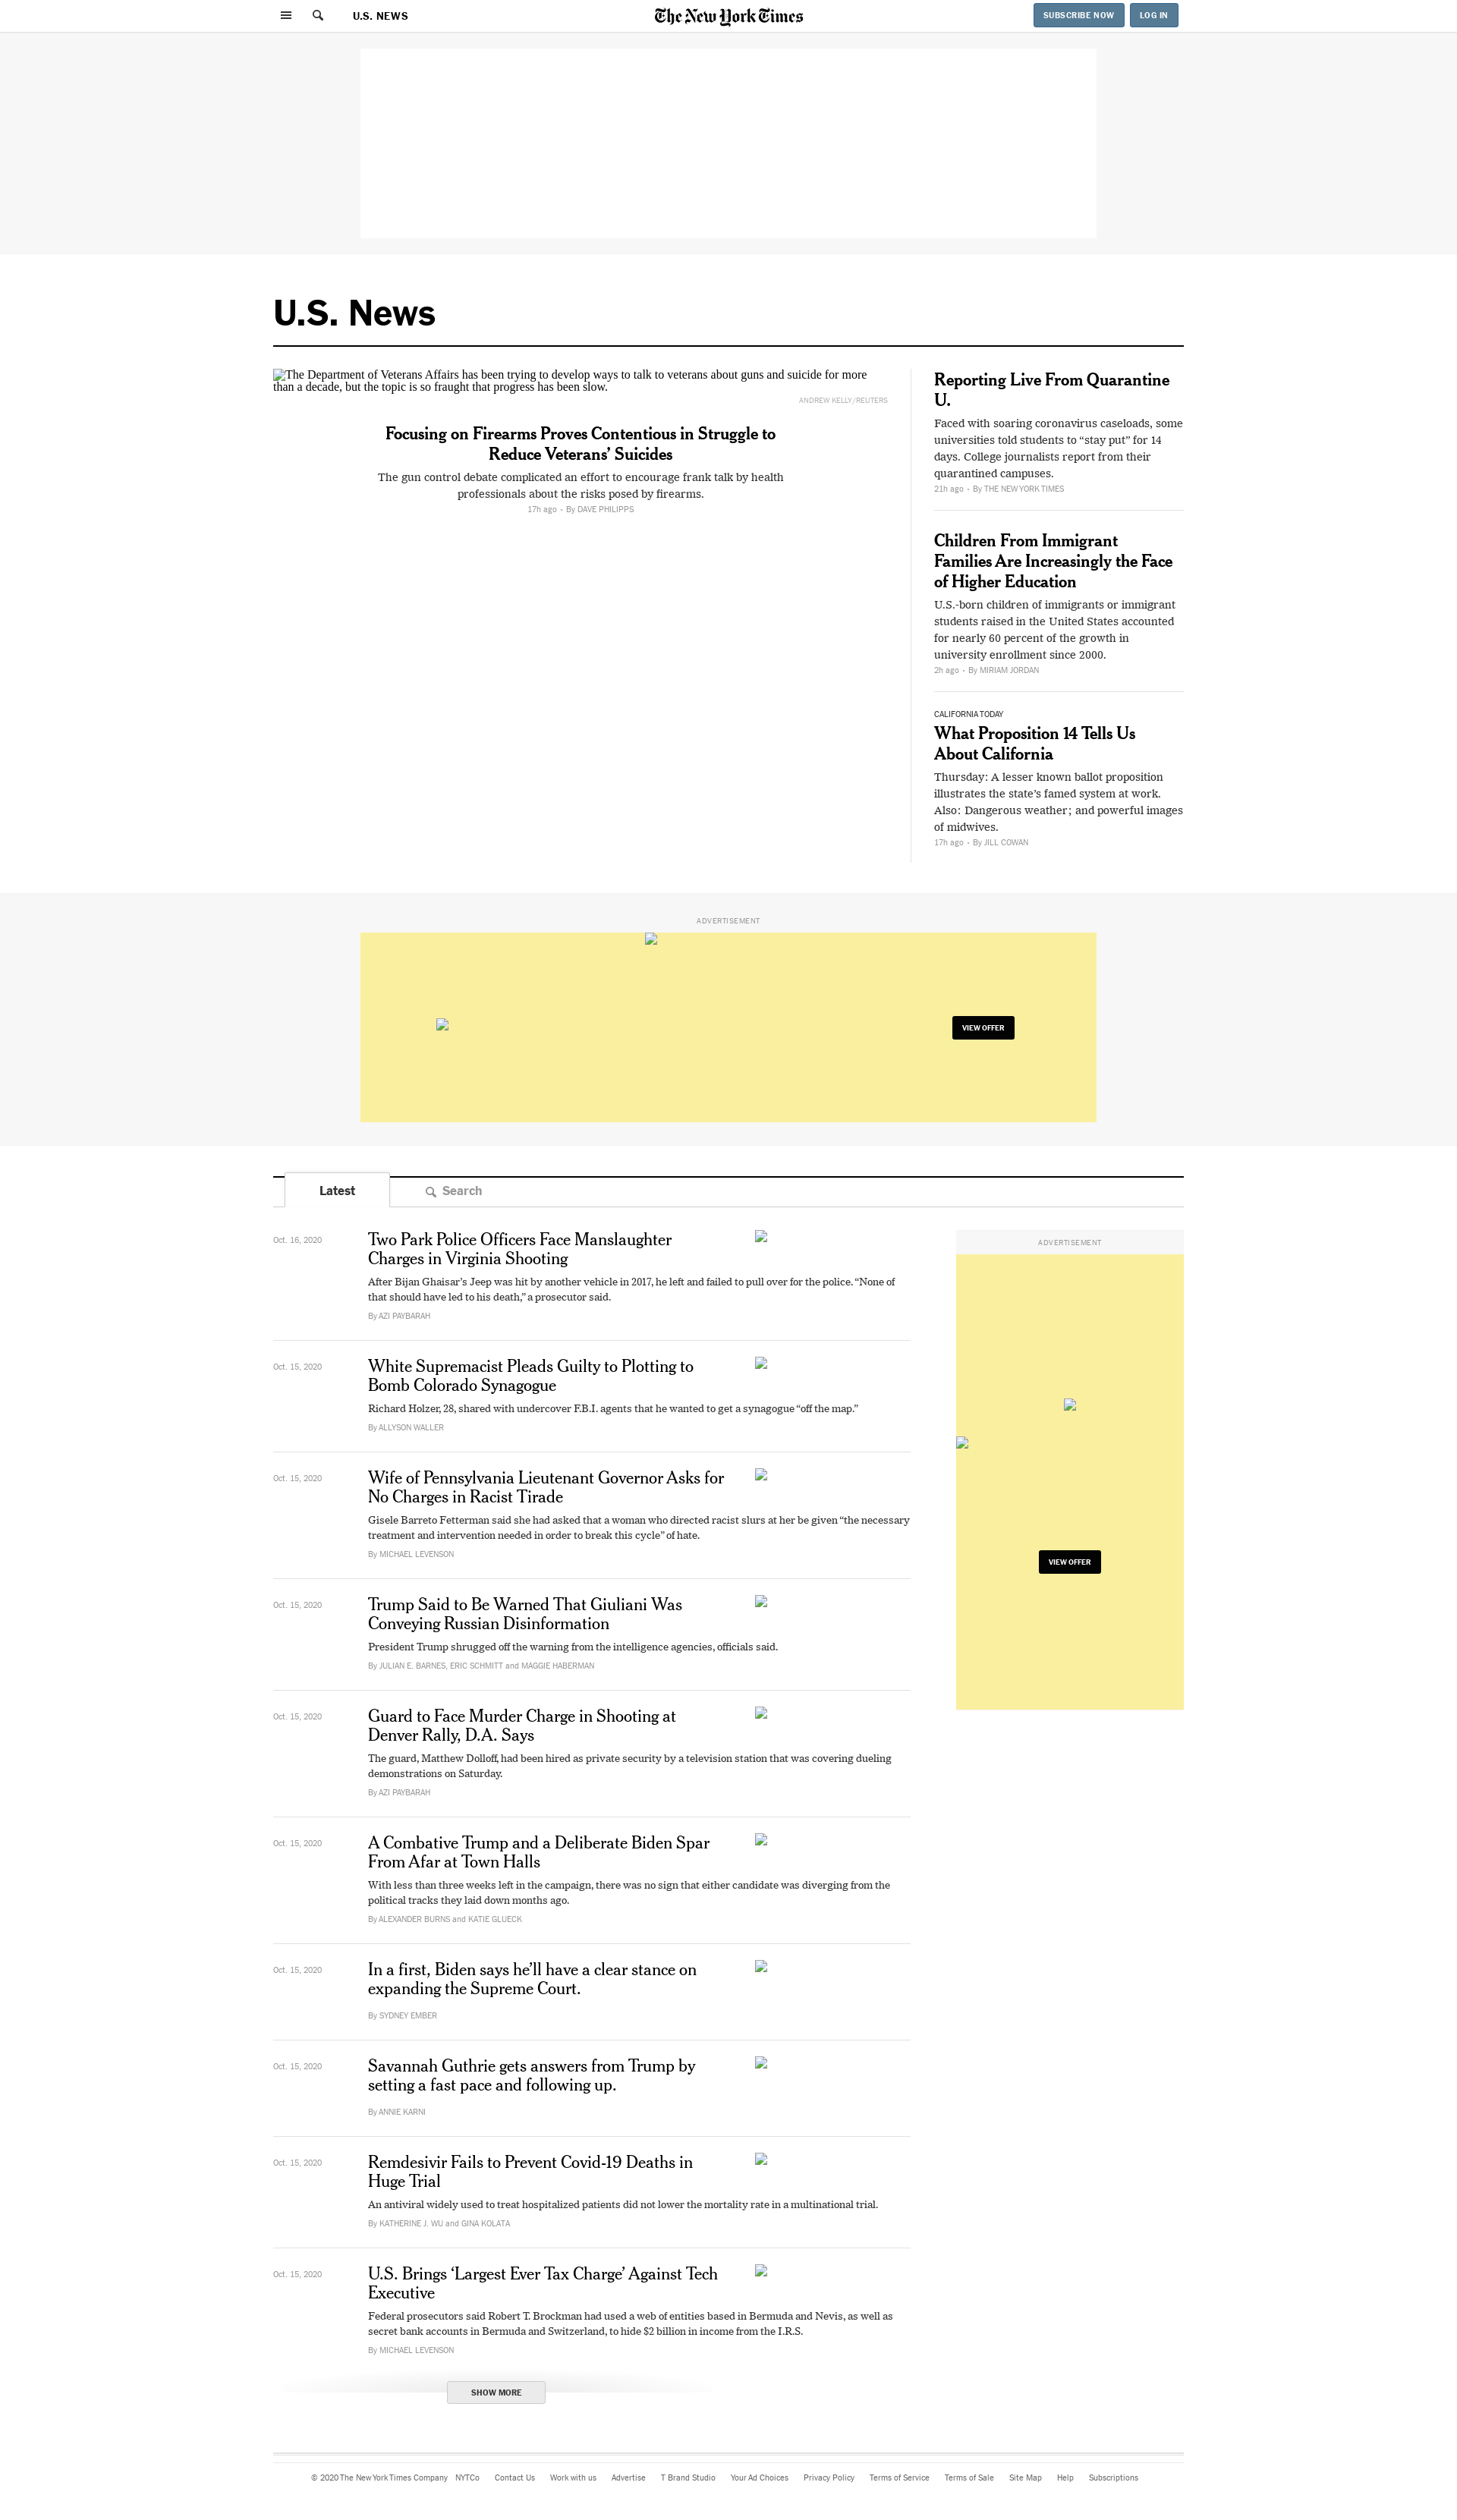 U.S. NEWS
The New York Times
SUBSCRIBE NOW
LOG IN
U.S. News
The Department of Veterans Affairs has been trying to develop ways to talk to veterans about guns and suicide for more
than a decade, but the topic is so fraught that progress has been slow.
ANDREW KELLY/REUTERS
Focusing on Firearms Proves Contentious in Struggle to
Reduce Veterans’ Suicides
The gun control debate complicated an effort to encourage frank talk by health
professionals about the risks posed by firearms.
17h ago • By DAVE PHILIPPS
Reporting Live From Quarantine
U.
Faced with soaring coronavirus caseloads, some
universities told students to “stay put” for 14
days. College journalists report from their
quarantined campuses.
21h ago • By THE NEW YORK TIMES
Children From Immigrant
Families Are Increasingly the Face
of Higher Education
U.S.-born children of immigrants or immigrant
students raised in the United States accounted
for nearly 60 percent of the growth in
university enrollment since 2000.
2h ago • By MIRIAM JORDAN
CALIFORNIA TODAY
What Proposition 14 Tells Us
About California
Thursday: A lesser known ballot proposition
illustrates the state’s famed system at work.
Also: Dangerous weather; and powerful images
of midwives.
17h ago • By JILL COWAN
ADVERTISEMENT
VIEW OFFER
Latest
Search
Oct. 16, 2020
Two Park Police Officers Face Manslaughter
Charges in Virginia Shooting
After Bijan Ghaisar’s Jeep was hit by another vehicle in 2017, he left and failed to pull over for the police. “None of
that should have led to his death,” a prosecutor said.
By AZI PAYBARAH
Oct. 15, 2020
White Supremacist Pleads Guilty to Plotting to
Bomb Colorado Synagogue
Richard Holzer, 28, shared with undercover F.B.I. agents that he wanted to get a synagogue “off the map.”
By ALLYSON WALLER
Oct. 15, 2020
Wife of Pennsylvania Lieutenant Governor Asks for
No Charges in Racist Tirade
Gisele Barreto Fetterman said she had asked that a woman who directed racist slurs at her be given “the necessary
treatment and intervention needed in order to break this cycle” of hate.
By MICHAEL LEVENSON
Oct. 15, 2020
Trump Said to Be Warned That Giuliani Was
Conveying Russian Disinformation
President Trump shrugged off the warning from the intelligence agencies, officials said.
By JULIAN E. BARNES, ERIC SCHMITT and MAGGIE HABERMAN
Oct. 15, 2020
Guard to Face Murder Charge in Shooting at
Denver Rally, D.A. Says
The guard, Matthew Dolloff, had been hired as private security by a television station that was covering dueling
demonstrations on Saturday.
By AZI PAYBARAH
Oct. 15, 2020
A Combative Trump and a Deliberate Biden Spar
From Afar at Town Halls
With less than three weeks left in the campaign, there was no sign that either candidate was diverging from the
political tracks they laid down months ago.
By ALEXANDER BURNS and KATIE GLUECK
Oct. 15, 2020
In a first, Biden says he’ll have a clear stance on
expanding the Supreme Court.
By SYDNEY EMBER
Oct. 15, 2020
Savannah Guthrie gets answers from Trump by
setting a fast pace and following up.
By ANNIE KARNI
Oct. 15, 2020
Remdesivir Fails to Prevent Covid-19 Deaths in
Huge Trial
An antiviral widely used to treat hospitalized patients did not lower the mortality rate in a multinational trial.
By KATHERINE J. WU and GINA KOLATA
Oct. 15, 2020
U.S. Brings ‘Largest Ever Tax Charge’ Against Tech
Executive
Federal prosecutors said Robert T. Brockman had used a web of entities based in Bermuda and Nevis, as well as
secret bank accounts in Bermuda and Switzerland, to hide $2 billion in income from the I.R.S.
By MICHAEL LEVENSON
SHOW MORE
ADVERTISEMENT
VIEW OFFER
© 2020 The New York Times Company NYTCo Contact Us Work with us Advertise T Brand Studio Your Ad Choices Privacy Policy Terms of Service Terms of Sale Site Map Help Subscriptions